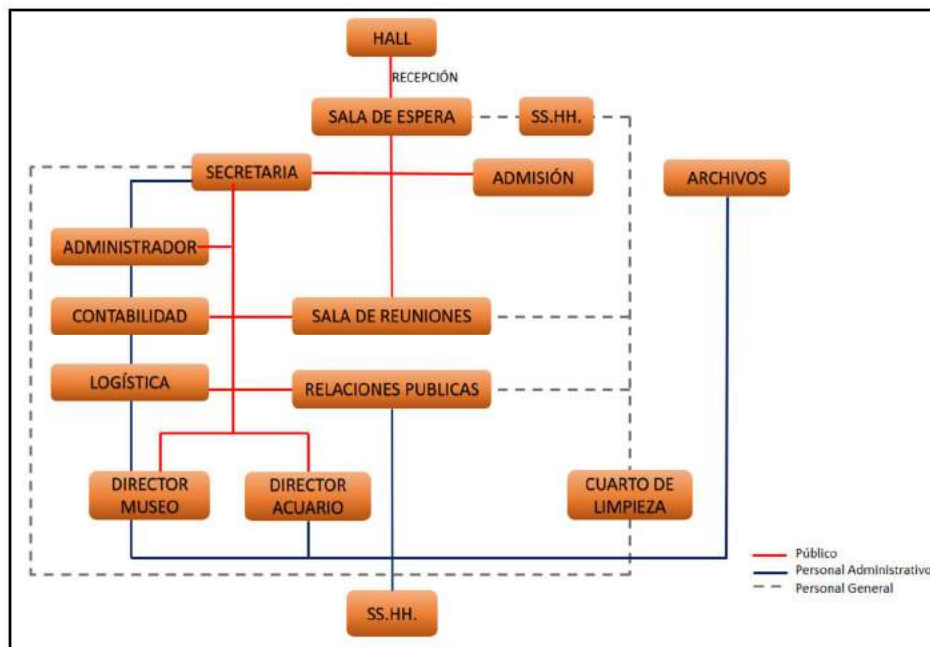 HALL
RECEPCIÓN
SALA DE ESPERA
SS.HH.
SECRETARIA
ADMISIÓN
ARCHIVOS
ADMINISTRADOR
CONTABILIDAD
SALA DE REUNIONES
LOGÍSTICA
RELACIONES PUBLICAS
DIRECTOR
MUSEO
DIRECTOR
ACUARIO
CUARTO DE
LIMPIEZA
Público
Personal Administrativo
Personal General
SS.HH.